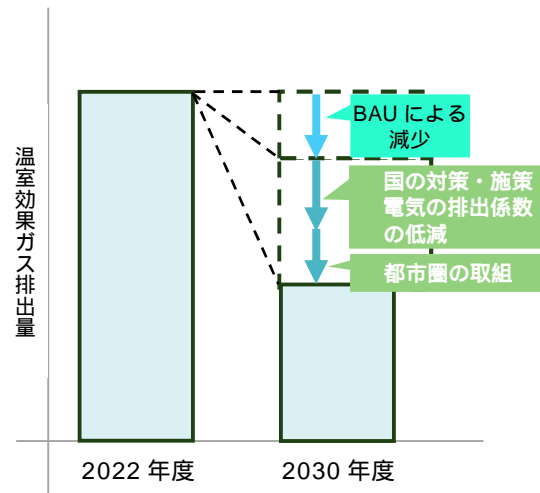 温室効果ガス排出量
BAU による
減少
国の対策・施策
電気の排出係数
の低減
都市圏の取組
2022 年度
2030 年度